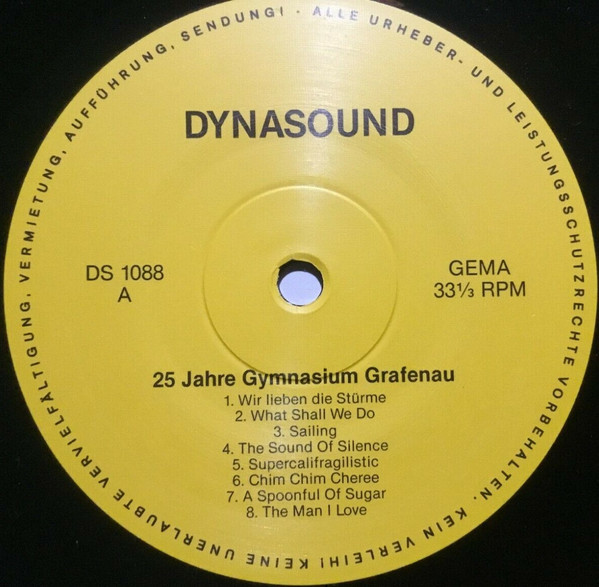 ALLE URHEBER- UND LEISTUNGSSCHUTZRECHTE VORBEHALTEN. KEIN VERLEIH! KEINE UNERLAUBTE VERVIELFÄLTIGUNG, VERMIETUNG, AUFFÜHRUNG, SENDUNG! -
DYNASOUND
DS 1088
A
GEMA
33⅓ RPM
25 Jahre Gymnasium Grafenau
1. Wir lieben die Stürme
2. What Shall We Do
3. Sailing
4. The Sound Of Silence
5. Supercalifragilistic
6. Chim Chim Cheree
7. A Spoonful Of Sugar
8. The Man I Love